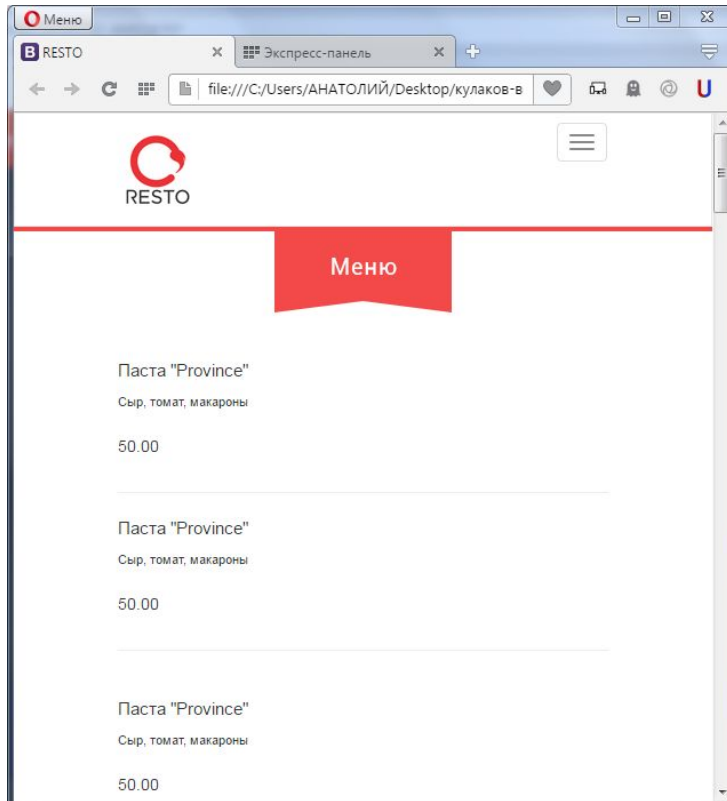 Меню
RESTO
Экспресс-панель
file:///C:/Users/АНАТОЛИЙ/Desktop/кулаков-в
RESTO
Меню
Паста "Province"
Сыр, томат, макароны
50.00
Паста "Province"
Сыр, томат, макароны
50.00
Паста "Province"
Сыр, томат, макароны
50.00